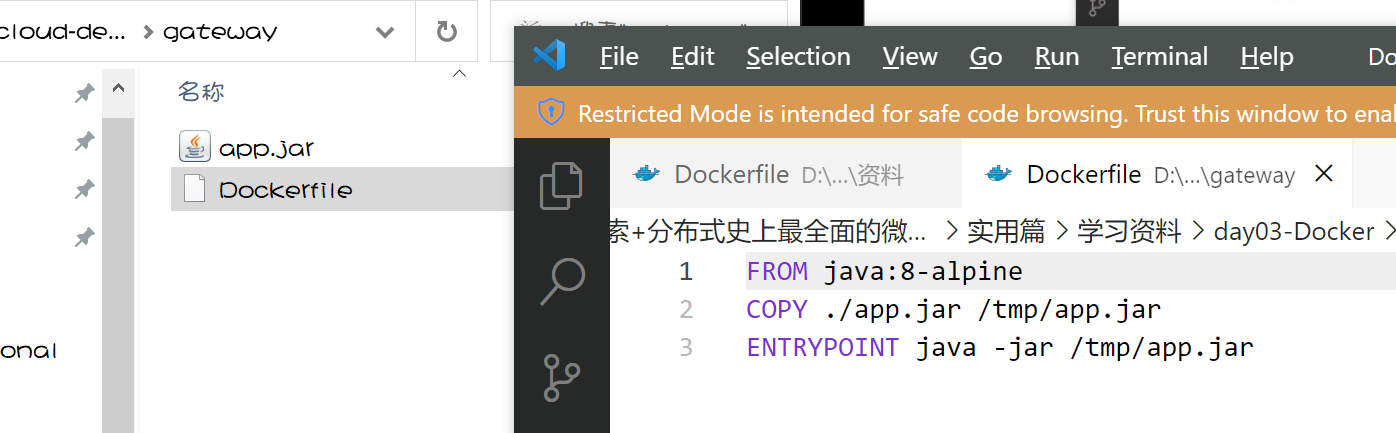 cloud-de... > gateway
名称
app.jar
Dockerfile
onal
File Edit Selection View Go Run Terminal Help Do
Restricted Mode is intended for safe code browsing. Trust this window to enal
Dockerfile D:\...\资料 Dockerfile D:\...\gateway
索+分布式史上最全面的微... > 实用篇 > 学习资料 > day03-Docker >
1 FROM java:8-alpine
2 COPY ./app.jar /tmp/app.jar
3 ENTRYPOINT java -jar /tmp/app.jar